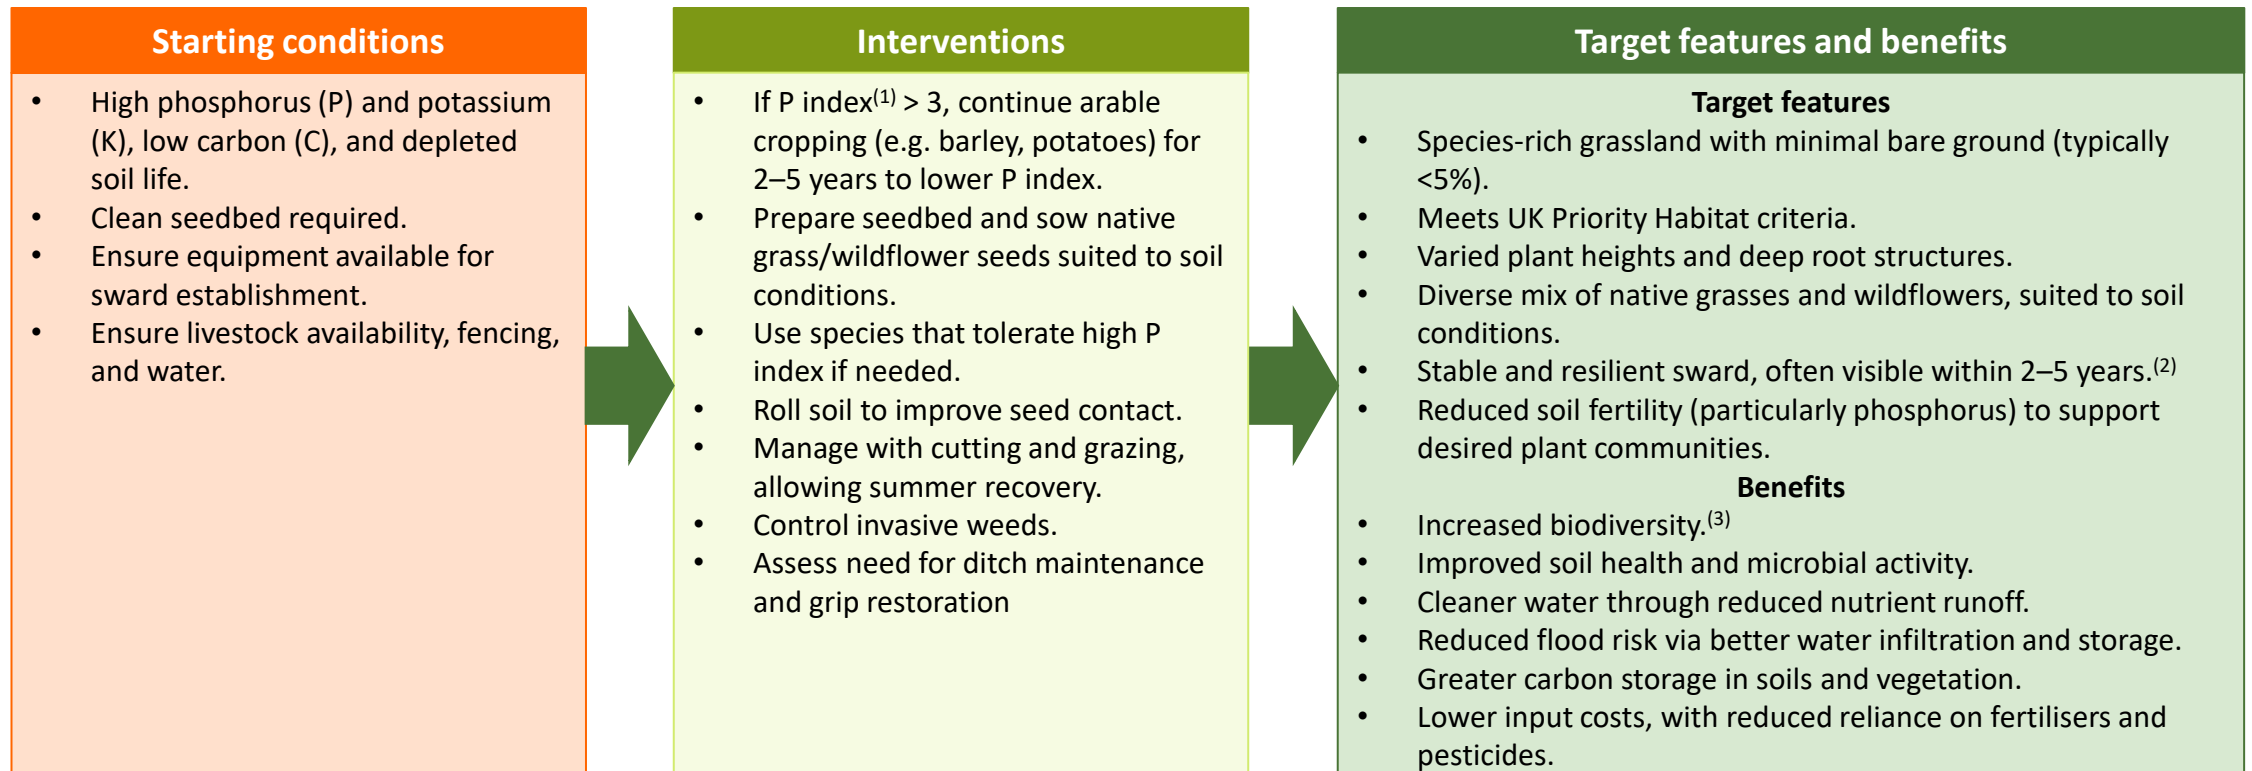 Starting conditions
• High phosphorus (P) and potassium
(K), low carbon (C), and depleted
soil life.
• Clean seedbed required.
• Ensure equipment available for
sward establishment.
• Ensure livestock availability, fencing,
and water.
Interventions
• If P index(1) > 3, continue arable
cropping (e.g. barley, potatoes) for
2–5 years to lower P index.
• Prepare seedbed and sow native
grass/wildflower seeds suited to soil
conditions.
• Use species that tolerate high P
index if needed.
• Roll soil to improve seed contact.
• Manage with cutting and grazing,
allowing summer recovery.
• Control invasive weeds.
• Assess need for ditch maintenance
and grip restoration
Target features and benefits
Target features
• Species-rich grassland with minimal bare ground (typically
<5%).
• Meets UK Priority Habitat criteria.
• Varied plant heights and deep root structures.
• Diverse mix of native grasses and wildflowers, suited to soil
conditions.
• Stable and resilient sward, often visible within 2–5 years.(2)
• Reduced soil fertility (particularly phosphorus) to support
desired plant communities.
Benefits
• Increased biodiversity.(3)
• Improved soil health and microbial activity.
• Cleaner water through reduced nutrient runoff.
• Reduced flood risk via better water infiltration and storage.
• Greater carbon storage in soils and vegetation.
• Lower input costs, with reduced reliance on fertilisers and
pesticides.